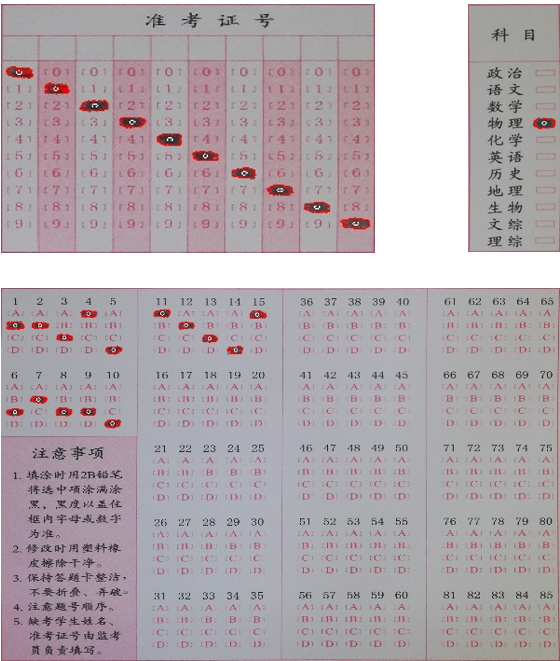 准考证号
[0] [0] [0] [0] [0] [0] [0] [0] [0]
[1] [1] [1] [1] [1] [1] [1] [1] [1]
[2] [2] [2] [2] [2] [2] [2] [2] [2]
[3] [3] [3] [3] [3] [3] [3] [3] [3]
[4] [4] [4] [4] [4] [4] [4] [4] [4]
[5] [5] [5] [5] [5] [5] [5] [5] [5]
[6] [6] [6] [6] [6] [6] [6] [6] [6]
[7] [7] [7] [7] [7] [7] [7] [7] [7]
[8] [8] [8] [8] [8] [8] [8] [8] [8]
[9] [9] [9] [9] [9] [9] [9] [9] [9]
科目
政治
语文
数学
物理
化学
英语
历史
地理
生物
文综
理综
1 2 3 4 5
[A] [A] [A] [A]
[B] [B] [B]
[C] [C] [C] [C]
[D] [D] [D] [D]
6 7 8 9 10
[A] [A] [A] [A] [A]
[B] [B] [B] [B]
[C] [C]
[D] [D] [D] [D]
注意事项
1. 填涂时用2B铅笔
将选中项涂满涂
黑，黑度以盖住
框内字母或数字
为准。
2. 修改时用塑料橡
皮擦除干净。
3. 保持答题卡整洁，
不要折叠、弄破。
4. 注意题号顺序。
5. 缺考学生姓名、
准考证号由监考
员负责填写。
11 12 13 14 15
[A] [A] [A]
[B] [B] [B] [B]
[C] [C] [C] [C]
[D] [D] [D] [D]
16 17 18 19 20
[A] [A] [A] [A] [A]
[B] [B] [B] [B] [B]
[C] [C] [C] [C] [C]
[D] [D] [D] [D] [D]
21 22 23 24 25
[A] [A] [A] [A] [A]
[B] [B] [B] [B] [B]
[C] [C] [C] [C] [C]
[D] [D] [D] [D] [D]
26 27 28 29 30
[A] [A] [A] [A] [A]
[B] [B] [B] [B] [B]
[C] [C] [C] [C] [C]
[D] [D] [D] [D] [D]
31 32 33 34 35
[A] [A] [A] [A] [A]
[B] [B] [B] [B] [B]
[C] [C] [C] [C] [C]
[D] [D] [D] [D] [D]
36 37 38 39 40
[A] [A] [A] [A] [A]
[B] [B] [B] [B] [B]
[C] [C] [C] [C] [C]
[D] [D] [D] [D] [D]
41 42 43 44 45
[A] [A] [A] [A] [A]
[B] [B] [B] [B] [B]
[C] [C] [C] [C] [C]
[D] [D] [D] [D] [D]
46 47 48 49 50
[A] [A] [A] [A] [A]
[B] [B] [B] [B] [B]
[C] [C] [C] [C] [C]
[D] [D] [D] [D] [D]
51 52 53 54 55
[A] [A] [A] [A] [A]
[B] [B] [B] [B] [B]
[C] [C] [C] [C] [C]
[D] [D] [D] [D] [D]
56 57 58 59 60
[A] [A] [A] [A] [A]
[B] [B] [B] [B] [B]
[C] [C] [C] [C] [C]
[D] [D] [D] [D] [D]
61 62 63 64 65
[A] [A] [A] [A] [A]
[B] [B] [B] [B] [B]
[C] [C] [C] [C] [C]
[D] [D] [D] [D] [D]
66 67 68 69 70
[A] [A] [A] [A] [A]
[B] [B] [B] [B] [B]
[C] [C] [C] [C] [C]
[D] [D] [D] [D] [D]
71 72 73 74 75
[A] [A] [A] [A] [A]
[B] [B] [B] [B] [B]
[C] [C] [C] [C] [C]
[D] [D] [D] [D] [D]
76 77 78 79 80
[A] [A] [A] [A] [A]
[B] [B] [B] [B] [B]
[C] [C] [C] [C] [C]
[D] [D] [D] [D] [D]
81 82 83 84 85
[A] [A] [A] [A] [A]
[B] [B] [B] [B] [B]
[C] [C] [C] [C] [C]
[D] [D] [D] [D] [D]